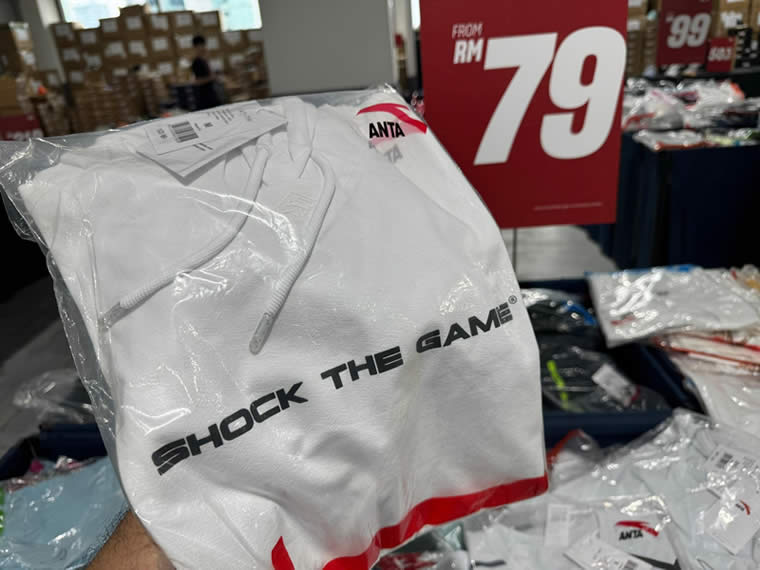 FROM
RM
79
99
ANTA
SHOCK THE GAME®
ANTA